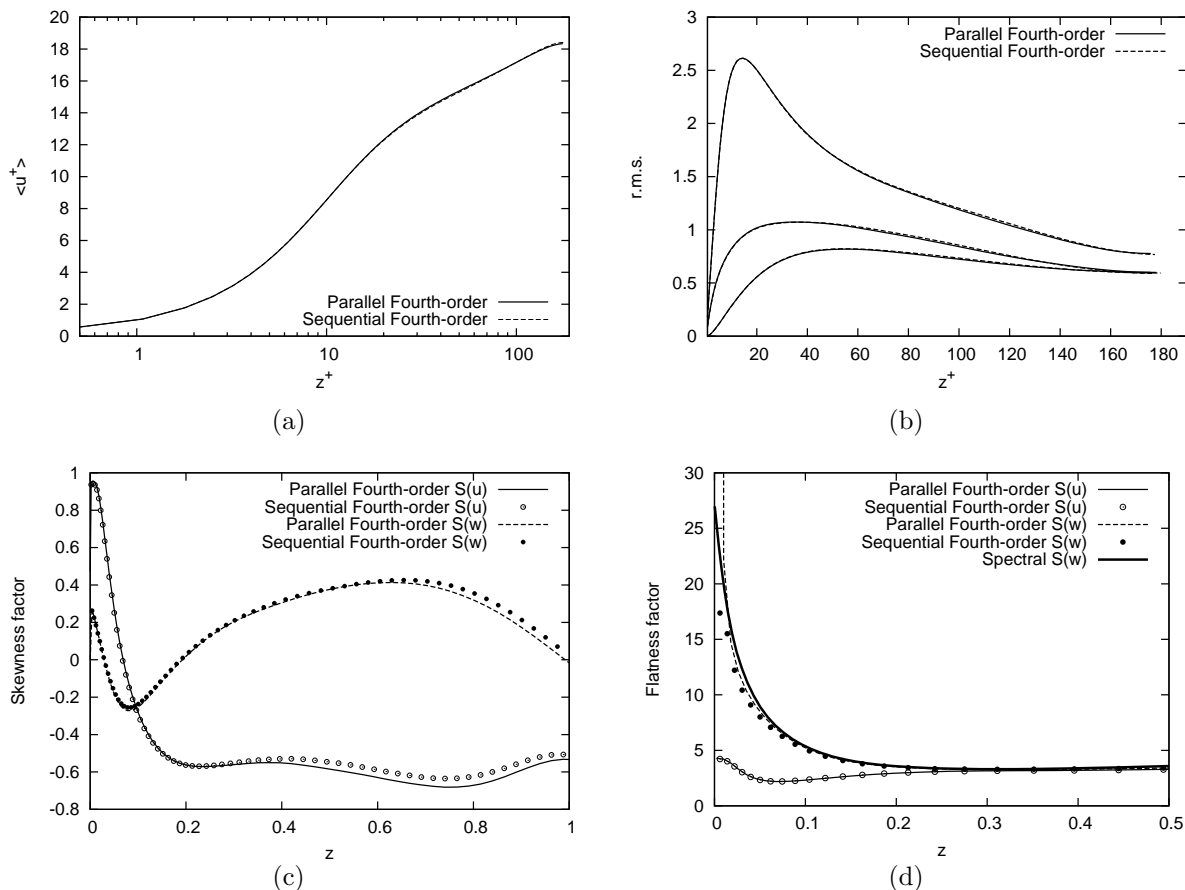 20
18
16
14
12
10
8
6
4
2
0
<u+>
Parallel Fourth-order
Sequential Fourth-order
1
10
100
z+
(a)
3
2.5
2
1.5
1
0.5
0
r.m.s.
Parallel Fourth-order
Sequential Fourth-order
20
40
60
80
100
120
140
160
180
z+
(b)
1
0.8
0.6
0.4
0.2
0
-0.2
-0.4
-0.6
-0.8
Skewness factor
Parallel Fourth-order S(u)
Sequential Fourth-order S(u)
Parallel Fourth-order S(w)
Sequential Fourth-order S(w)
0
0.2
0.4
0.6
0.8
1
z
(c)
30
25
20
15
10
5
0
Flatness factor
Parallel Fourth-order S(u)
Sequential Fourth-order S(u)
Parallel Fourth-order S(w)
Sequential Fourth-order S(w)
Spectral S(w)
0
0.1
0.2
0.3
0.4
0.5
z
(d)